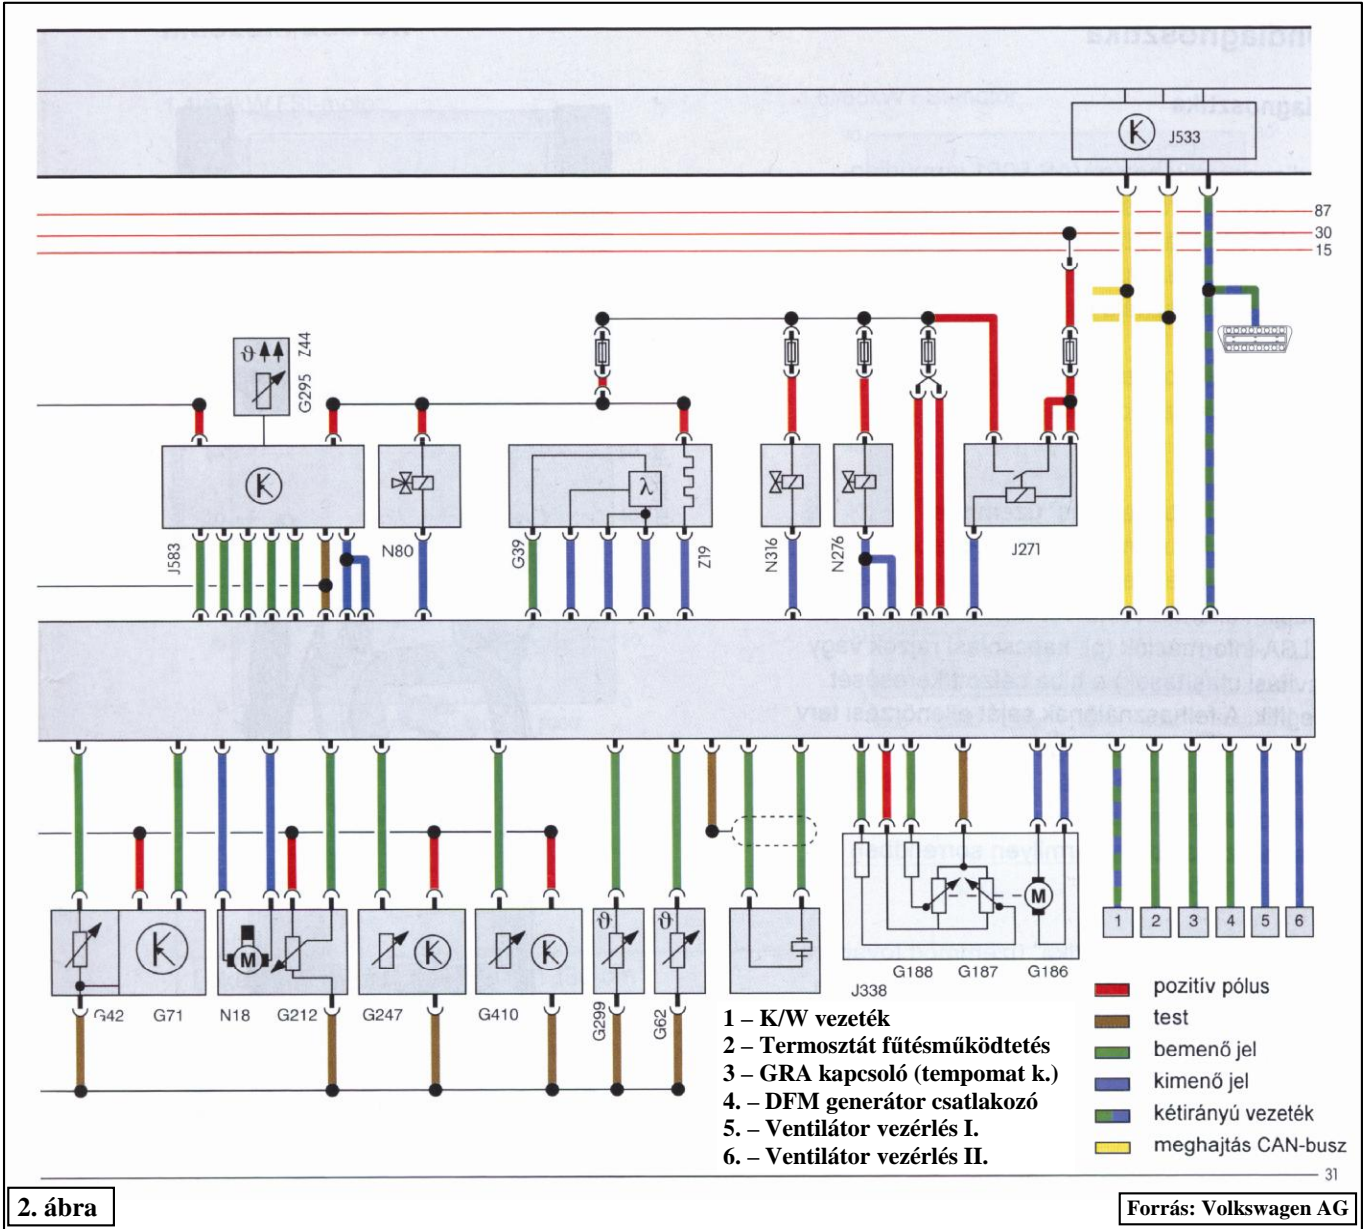 J533
87
30
15
ϑ
Z44
G295
λ
J583
N80
G39
Z19
N316
N276
J271
M
ϑ
ϑ
M
G42
G71
N18
G212
G247
G410
G299
G62
J338
G188
G187
G186
1
2
3
4
5
6
1 – K/W vezeték
2 – Termosztát fűtésműködtetés
3 – GRA kapcsoló (tempomat k.)
4. – DFM generátor csatlakozó
5. – Ventilátor vezérlés I.
6. – Ventilátor vezérlés II.
pozitív pólus
test
bemenő jel
kimenő jel
kétirányú vezeték
meghajtás CAN-busz
31
2. ábra
Forrás: Volkswagen AG